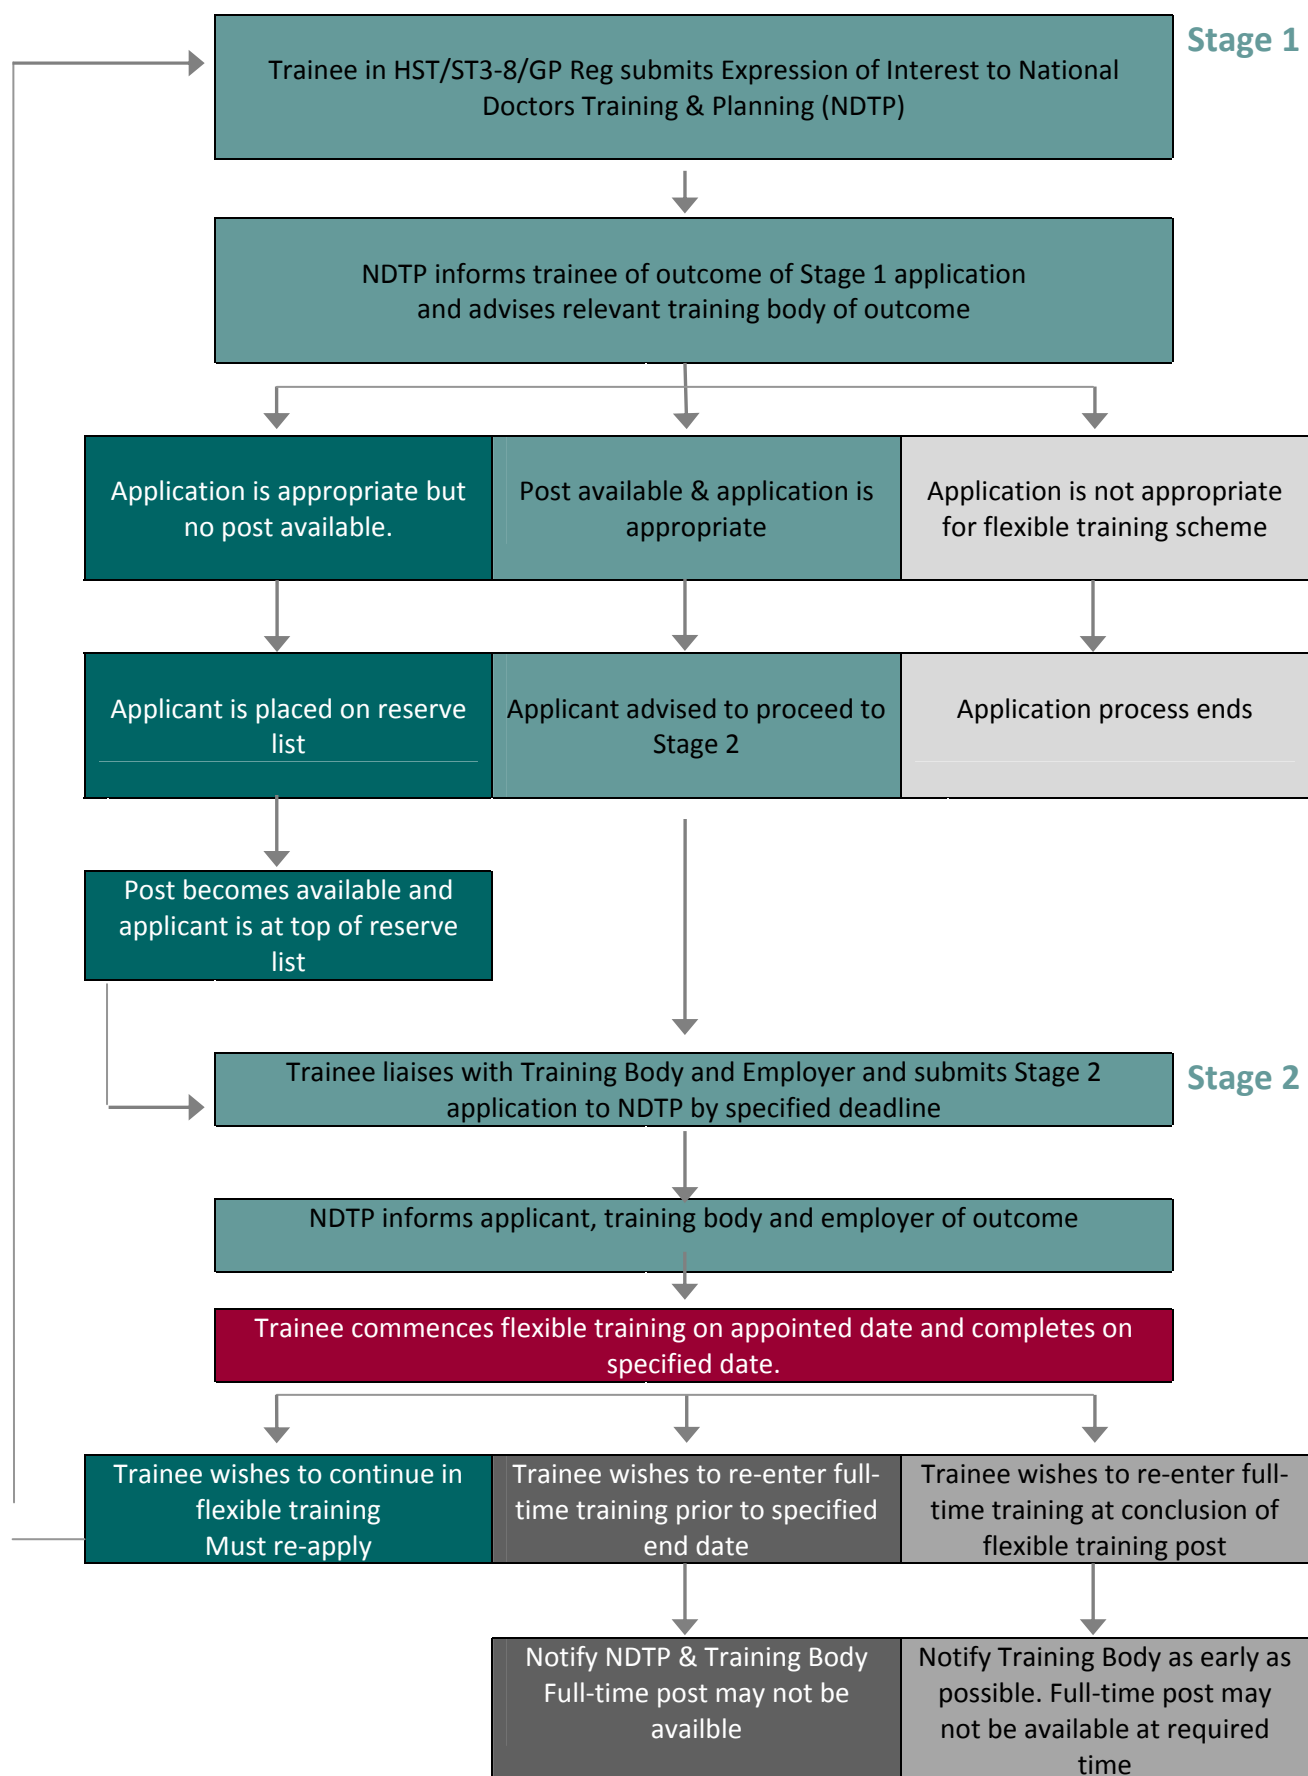 Stage 1
Trainee in HST/ST3-8/GP Reg submits Expression of Interest to National
Doctors Training & Planning (NDTP)
NDTP informs trainee of outcome of Stage 1 application
and advises relevant training body of outcome
Application is appropriate but
no post available.
Post available & application is
appropriate
Application is not appropriate
for flexible training scheme
Applicant is placed on reserve
list
Applicant advised to proceed to
Stage 2
Application process ends
Post becomes available and
applicant is at top of reserve
list
Stage 2
Trainee liaises with Training Body and Employer and submits Stage 2
application to NDTP by specified deadline
NDTP informs applicant, training body and employer of outcome
Trainee commences flexible training on appointed date and completes on
specified date.
Trainee wishes to continue in
flexible training
Must re-apply
Trainee wishes to re-enter full-
time training prior to specified
end date
Trainee wishes to re-enter full-
time training at conclusion of
flexible training post
Notify NDTP & Training Body
Full-time post may not be
availble
Notify Training Body as early as
possible. Full-time post may
not be available at required
time